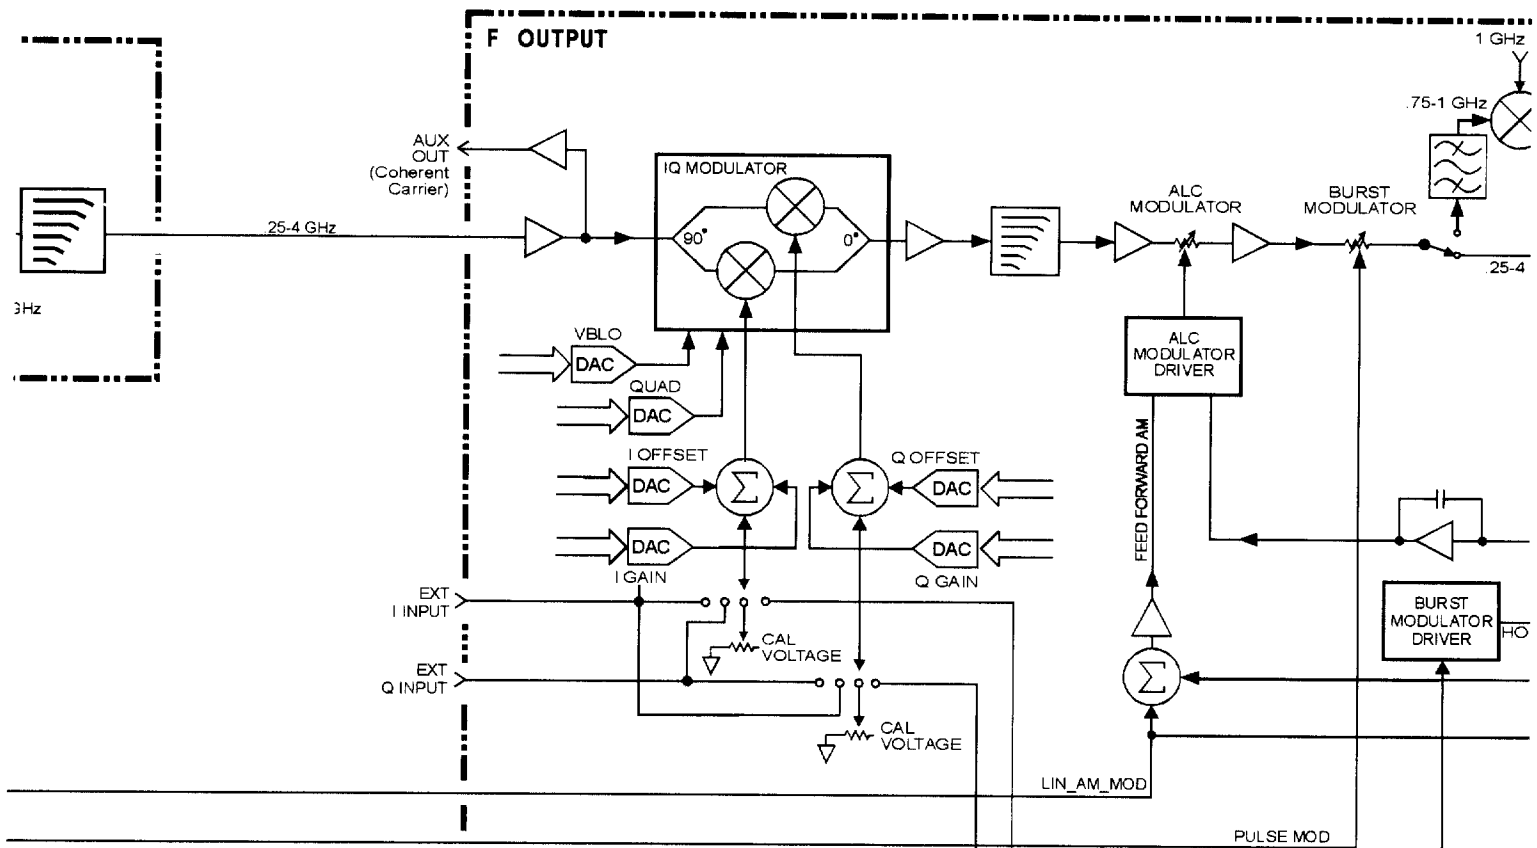 F OUTPUT
1 GHz
.75-1 GHz
AUX
OUT
(Coherent
Carrier)
.25-4 GHz
GHz
IQ MODULATOR
90°
0°
ALC
MODULATOR
BURST
MODULATOR
.25-4
VBLO
DAC
QUAD
DAC
ALC
MODULATOR
DRIVER
I OFFSET
DAC
Σ
Σ
Q OFFSET
DAC
FEED FORWARD AM
DAC
I GAIN
DAC
Q GAIN
EXT
I INPUT
CAL
VOLTAGE
EXT
Q INPUT
CAL
VOLTAGE
BURST
MODULATOR
DRIVER
HO
Σ
LIN_AM_MOD
PULSE MOD